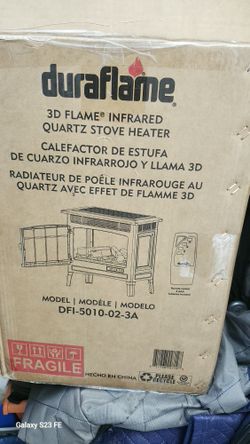 duraflame®
3D FLAME® INFRARED
QUARTZ STOVE HEATER
CALEFACTOR DE ESTUFA
DE CUARZO INFRARROJO Y LLAMA 3D
RADIATEUR DE POÊLE INFRAROUGE AU
QUARTZ AVEC EFFET DE FLAMME 3D
MODEL | MODÈLE | MODELO
DFI-5010-02-3A
FRAGILE
HECHO EN CHINA
PLEASE
RECYCLE
Galaxy S23 FE